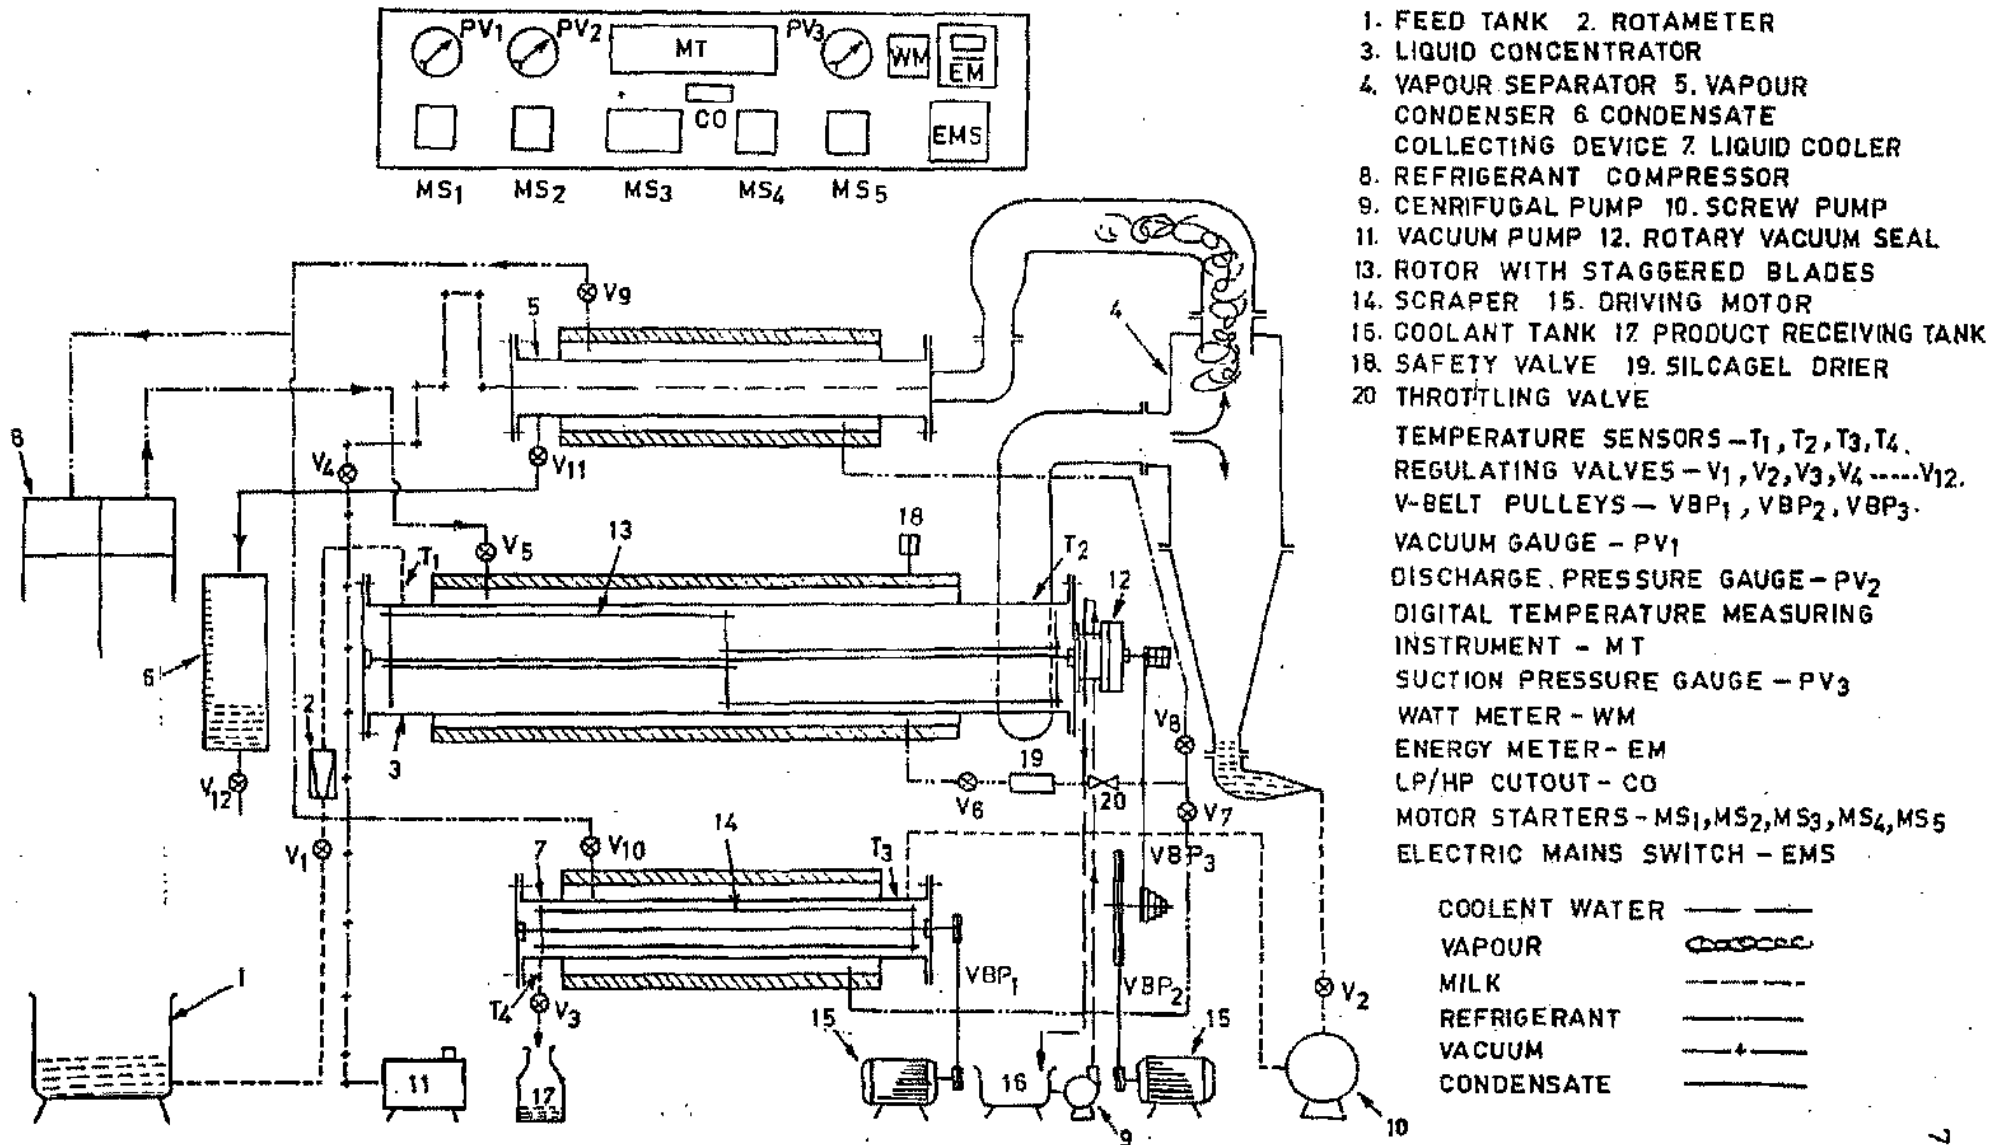 PV1 PV2 MT PV3 WM EM
CO EMS
MS1 MS2 MS3 MS4 MS5
1. FEED TANK 2. ROTAMETER
3. LIQUID CONCENTRATOR
4. VAPOUR SEPARATOR 5. VAPOUR
CONDENSER 6. CONDENSATE
COLLECTING DEVICE 7. LIQUID COOLER
8. REFRIGERANT COMPRESSOR
9. CENRIFUGAL PUMP 10. SCREW PUMP
11. VACUUM PUMP 12. ROTARY VACUUM SEAL
13. ROTOR WITH STAGGERED BLADES
14. SCRAPER 15. DRIVING MOTOR
16. COOLANT TANK 17. PRODUCT RECEIVING TANK
18. SAFETY VALVE 19. SILCAGEL DRIER
20 THROTTLING VALVE
TEMPERATURE SENSORS – T1, T2, T3, T4.
REGULATING VALVES – V1, V2, V3, V4 ----- V12.
V-BELT PULLEYS – VBP1, VBP2, VBP3.
VACUUM GAUGE – PV1
DISCHARGE. PRESSURE GAUGE – PV2
DIGITAL TEMPERATURE MEASURING
INSTRUMENT – MT
SUCTION PRESSURE GAUGE – PV3
WATT METER – WM
ENERGY METER – EM
LP/HP CUTOUT – CO
MOTOR STARTERS – MS1, MS2, MS3, MS4, MS5
ELECTRIC MAINS SWITCH – EMS
COOLENT WATER
VAPOUR
MILK
REFRIGERANT
VACUUM
CONDENSATE
V9
5
4
8
V4
V11
V5
13
18
T1
T2
12
6
2
3
V12
V6
19
20
V8
V7
V1
7
V10
14
T3
VBP3
1
T4
V3
VBP1
VBP2
V2
15
15
11
17
16
9
10
7